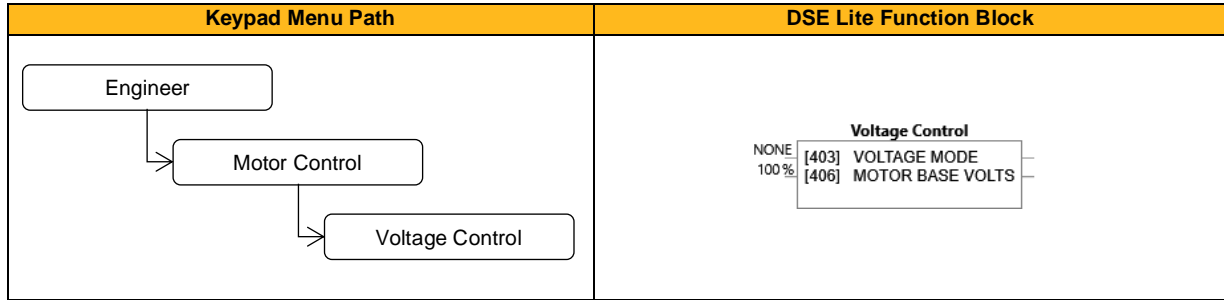 Keypad Menu Path
DSE Lite Function Block
Engineer
Motor Control
Voltage Control
Voltage Control
NONE [403] VOLTAGE MODE
100 % [406] MOTOR BASE VOLTS